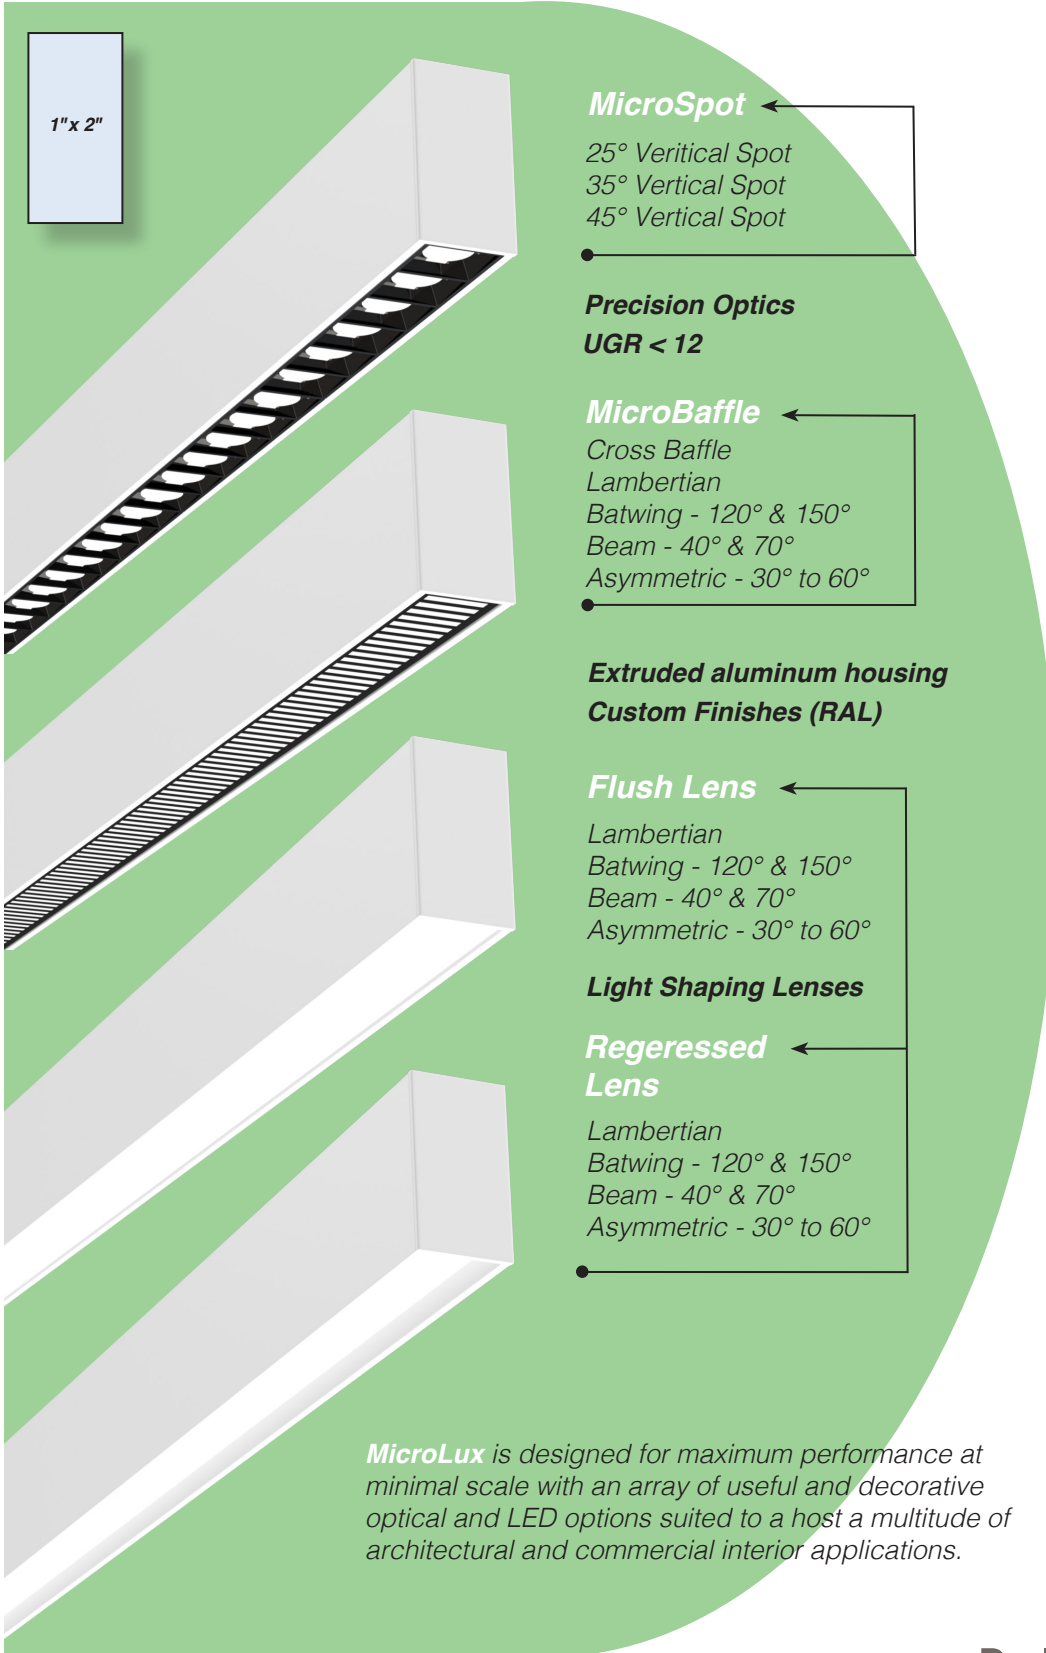 1"x 2"
MicroSpot
25° Veritical Spot
35° Vertical Spot
45° Vertical Spot
Precision Optics
UGR < 12
MicroBaffle
Cross Baffle
Lambertian
Batwing - 120° & 150°
Beam - 40° & 70°
Asymmetric - 30° to 60°
Extruded aluminum housing
Custom Finishes (RAL)
Flush Lens
Lambertian
Batwing - 120° & 150°
Beam - 40° & 70°
Asymmetric - 30° to 60°
Light Shaping Lenses
Regeressed
Lens
Lambertian
Batwing - 120° & 150°
Beam - 40° & 70°
Asymmetric - 30° to 60°
MicroLux is designed for maximum performance at
minimal scale with an array of useful and decorative
optical and LED options suited to a host a multitude of
architectural and commercial interior applications.